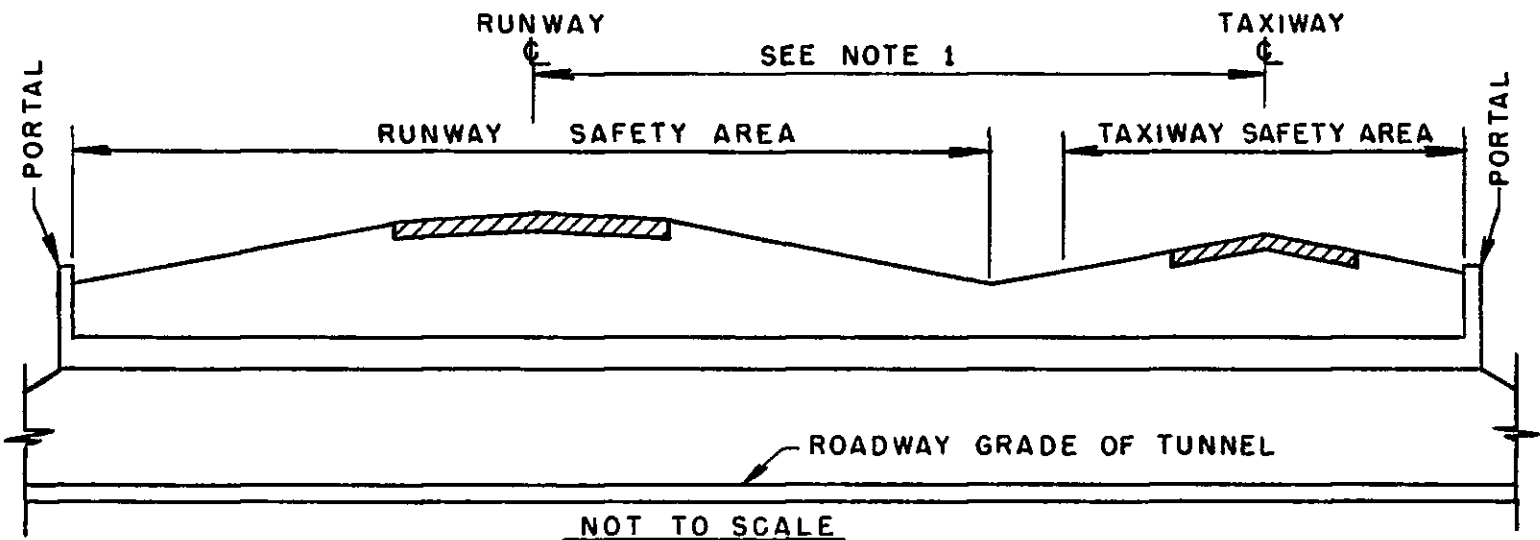 RUNWAY
TAXIWAY
℄
SEE NOTE 1
℄
PORTAL
RUNWAY SAFETY AREA
TAXIWAY SAFETY AREA
PORTAL
ROADWAY GRADE OF TUNNEL
NOT TO SCALE